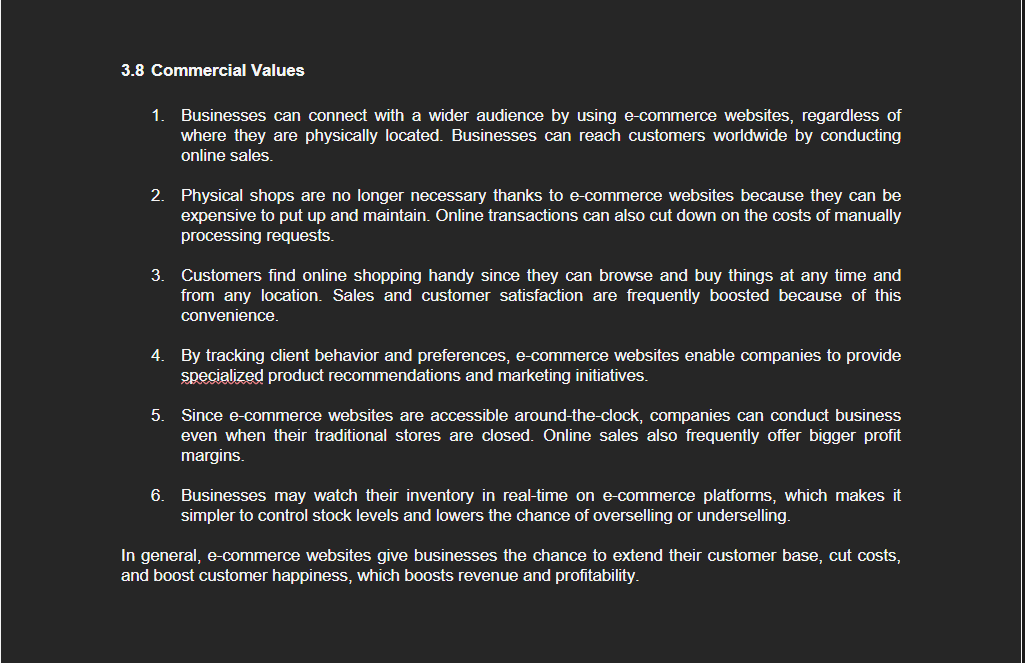 3.8 Commercial Values
1. Businesses can connect with a wider audience by using e-commerce websites, regardless of
where they are physically located. Businesses can reach customers worldwide by conducting
online sales.
2. Physical shops are no longer necessary thanks to e-commerce websites because they can be
expensive to put up and maintain. Online transactions can also cut down on the costs of manually
processing requests.
3. Customers find online shopping handy since they can browse and buy things at any time and
from any location. Sales and customer satisfaction are frequently boosted because of this
convenience.
4. By tracking client behavior and preferences, e-commerce websites enable companies to provide
specialized product recommendations and marketing initiatives.
5. Since e-commerce websites are accessible around-the-clock, companies can conduct business
even when their traditional stores are closed. Online sales also frequently offer bigger profit
margins.
6. Businesses may watch their inventory in real-time on e-commerce platforms, which makes it
simpler to control stock levels and lowers the chance of overselling or underselling.
In general, e-commerce websites give businesses the chance to extend their customer base, cut costs,
and boost customer happiness, which boosts revenue and profitability.